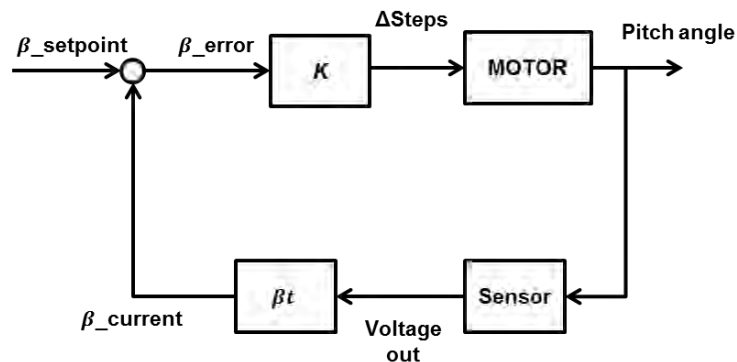 ΔSteps
Pitch angle
β_setpoint
β_error
K
MOTOR
βt
Sensor
β_current
Voltage
out